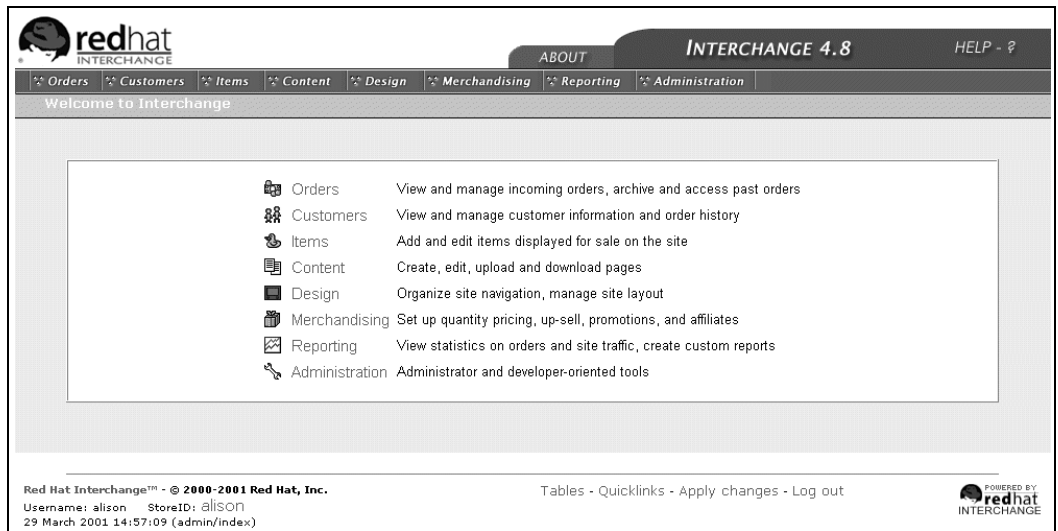 redhat
INTERCHANGE
ABOUT
INTERCHANGE 4.8
HELP - ?
Orders Customers Items Content Design Merchandising Reporting Administration
Welcome to Interchange
Orders View and manage incoming orders, archive and access past orders
Customers View and manage customer information and order history
Items Add and edit items displayed for sale on the site
Content Create, edit, upload and download pages
Design Organize site navigation, manage site layout
Merchandising Set up quantity pricing, up-sell, promotions, and affiliates
Reporting View statistics on orders and site traffic, create custom reports
Administration Administrator and developer-oriented tools
Red Hat Interchange™ - © 2000-2001 Red Hat, Inc.
Username: alison StoreID: alison
29 March 2001 14:57:09 (admin/index)
Tables - Quicklinks - Apply changes - Log out
POWERED BY
redhat
INTERCHANGE